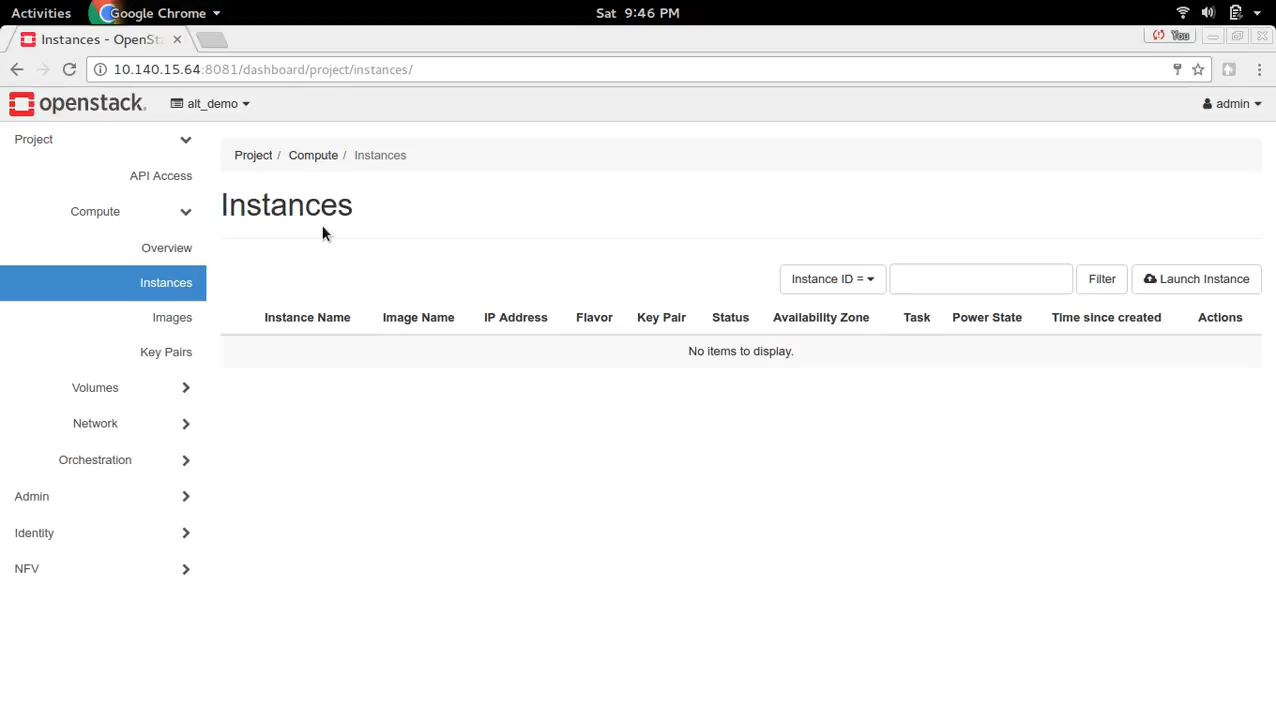 Activities Google Chrome Sat 9:46 PM
Instances - OpenSta You
10.140.15.64:8081/dashboard/project/instances/
openstack. alt_demo admin
Project
API Access
Compute
Overview
Instances
Images
Key Pairs
Volumes
Network
Orchestration
Admin
Identity
NFV
Project / Compute / Instances
Instances
Instance ID = Filter Launch Instance
Instance Name Image Name IP Address Flavor Key Pair Status Availability Zone Task Power State Time since created Actions
No items to display.